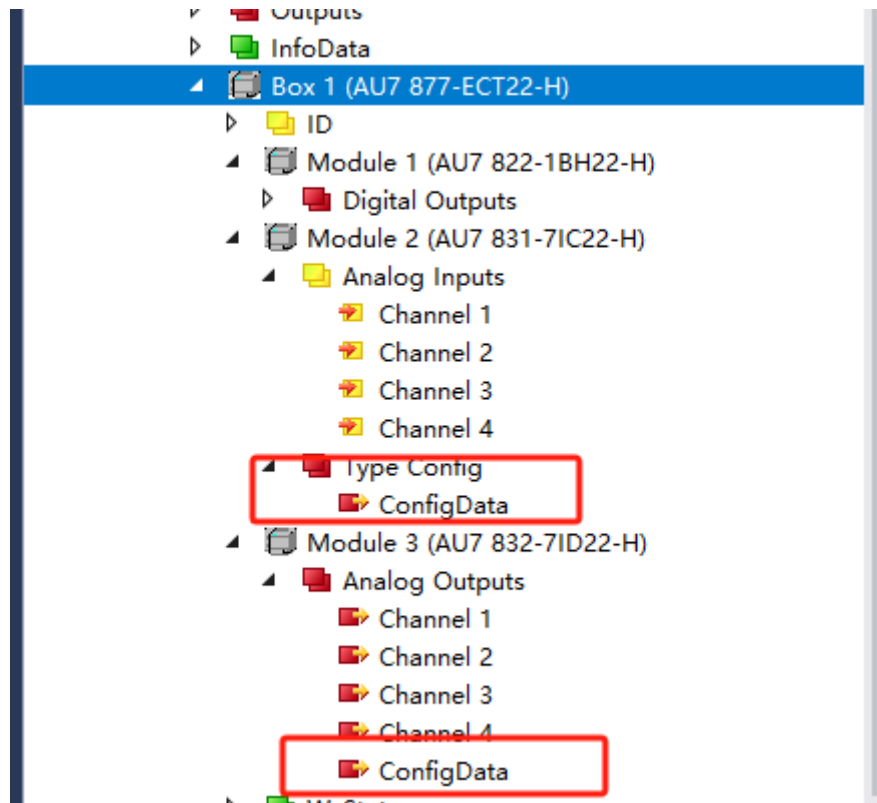 Outputs
InfoData
Box 1 (AU7 877-ECT22-H)
ID
Module 1 (AU7 822-1BH22-H)
Digital Outputs
Module 2 (AU7 831-7IC22-H)
Analog Inputs
Channel 1
Channel 2
Channel 3
Channel 4
Type Config
ConfigData
Module 3 (AU7 832-7ID22-H)
Analog Outputs
Channel 1
Channel 2
Channel 3
Channel 4
ConfigData